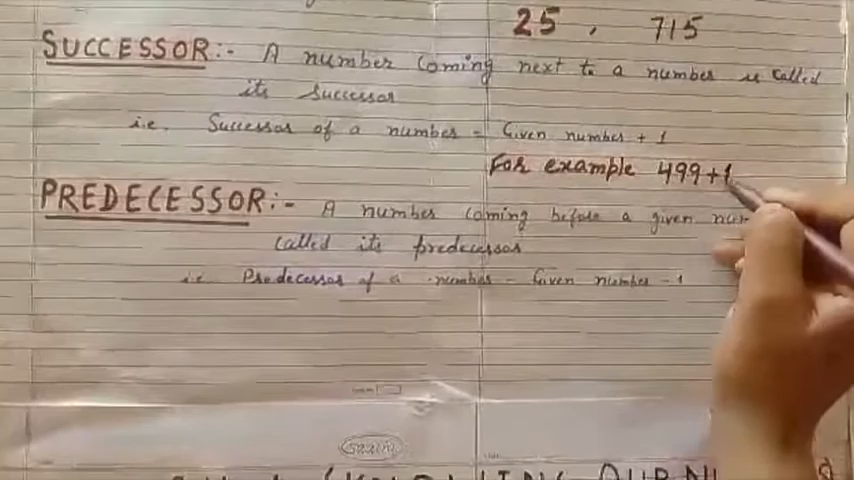 25 , 715
SUCCESSOR :- A number Coming next to a number is Called
its Successor
i.e. Successor of a number = Given number + 1
For example 499+1
PREDECESSOR :- A number coming before a given num
Called its predecessor
i.e Predecessor of a number = Given number - 1